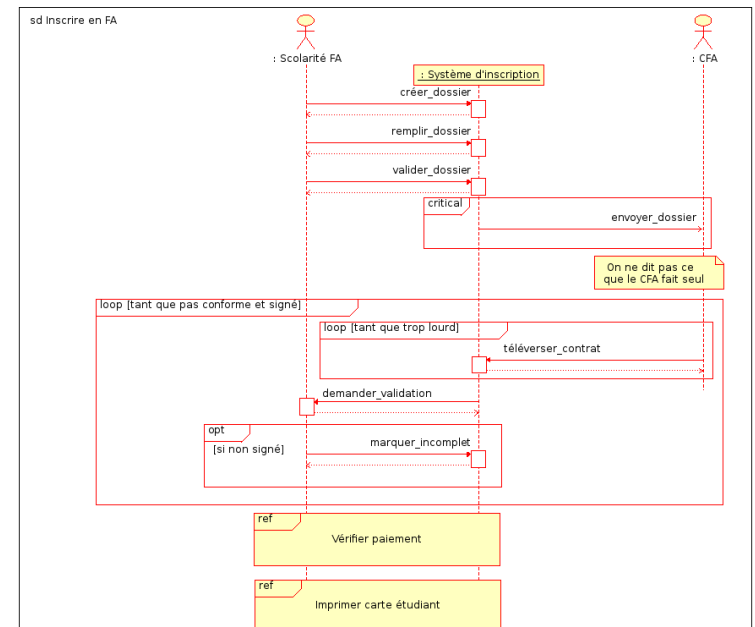 sd Inscrire en FA
: Scolarité FA
: CFA
: Système d'inscription
créer_dossier
remplir_dossier
valider_dossier
critical
envoyer_dossier
On ne dit pas ce
que le CFA fait seul
loop [tant que pas conforme et signé]
loop [tant que trop lourd]
téléverser_contrat
demander_validation
opt
[si non signé]
marquer_incomplet
ref
Vérifier paiement
ref
Imprimer carte étudiant